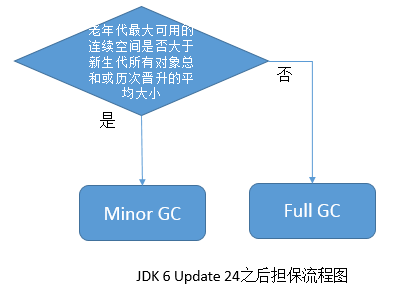 老年代最大可用的
连续空间是否大于
新生代所有对象总
和或历次晋升的平
均大小
否
是
Minor GC
Full GC
JDK 6 Update 24之后担保流程图